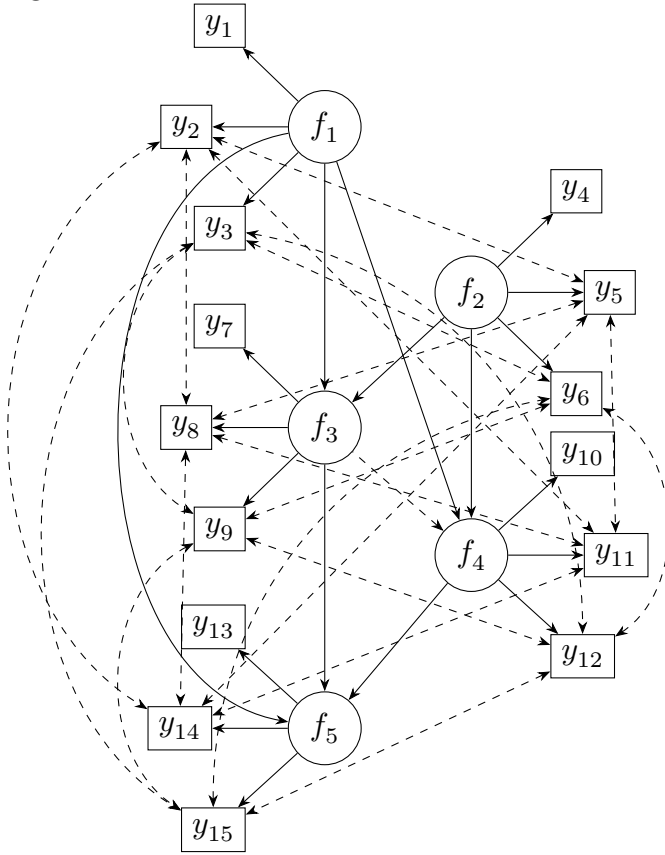 y₁
f₁
y₂
y₄
y₃
f₂
y₅
y₇
y₆
f₃
y₈
y₁₀
y₉
f₄
y₁₁
y₁₃
y₁₂
f₅
y₁₄
y₁₅